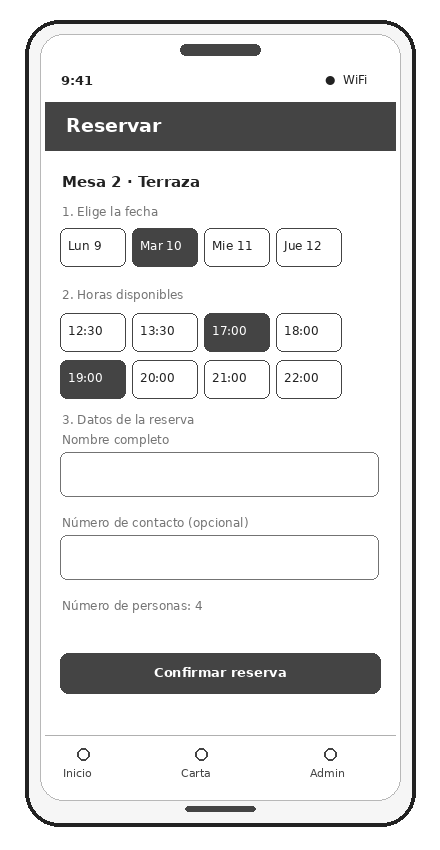 9:41 WiFi
Reservar
Mesa 2 · Terraza
1. Elige la fecha
Lun 9 Mar 10 Mie 11 Jue 12
2. Horas disponibles
12:30 13:30 17:00 18:00
19:00 20:00 21:00 22:00
3. Datos de la reserva
Nombre completo
Número de contacto (opcional)
Número de personas: 4
Confirmar reserva
Inicio Carta Admin